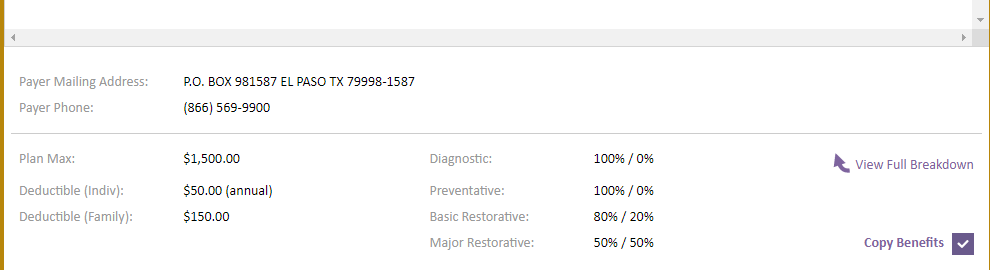 Payer Mailing Address: P.O. BOX 981587 EL PASO TX 79998-1587
Payer Phone: (866) 569-9900
Plan Max: $1,500.00 Diagnostic: 100% / 0% View Full Breakdown
Deductible (Indiv): $50.00 (annual) Preventative: 100% / 0%
Deductible (Family): $150.00 Basic Restorative: 80% / 20%
Major Restorative: 50% / 50% Copy Benefits